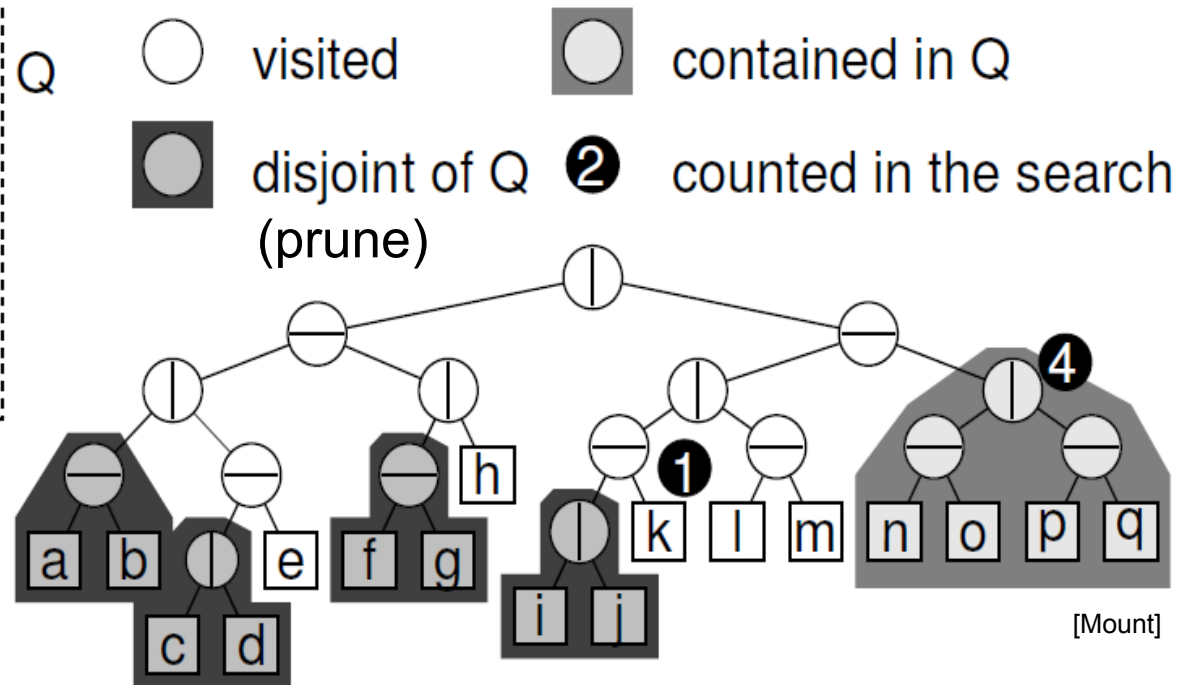 Q visited contained in Q
disjoint of Q 2 counted in the search
(prune)
4
h 1
a b e f g k l m n o p q
c d i j
[Mount]